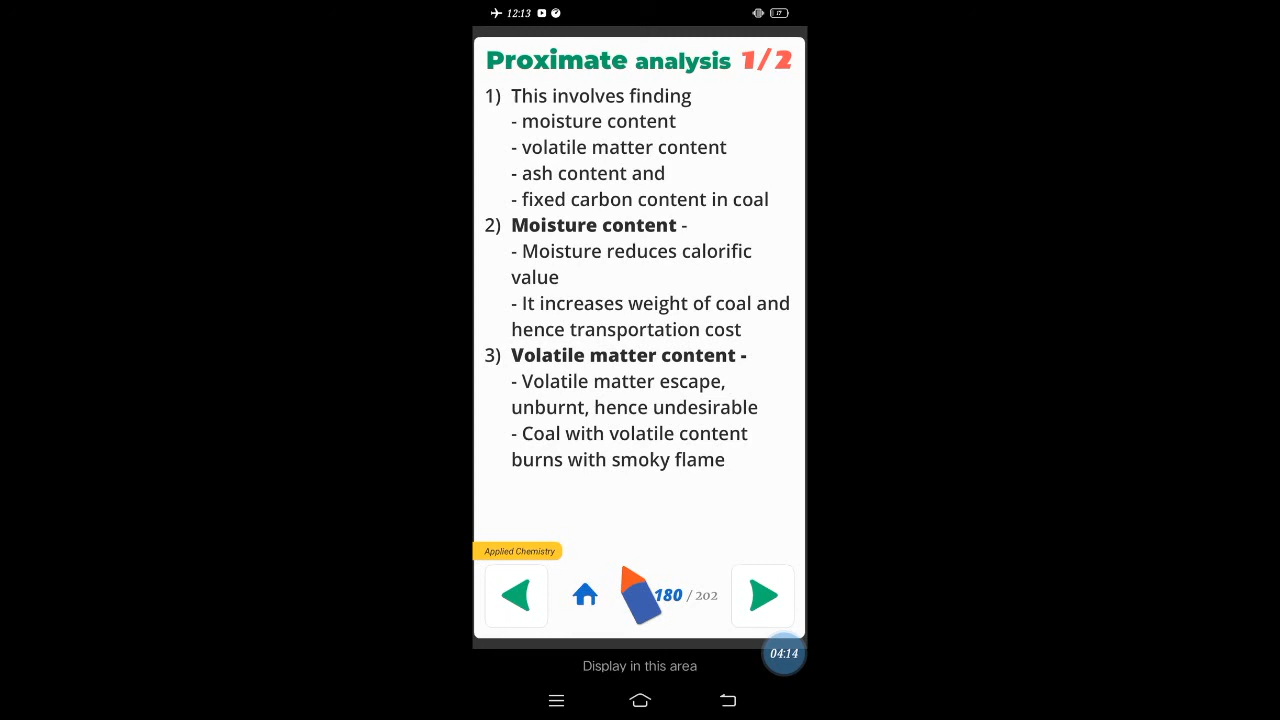 12:13
17
Proximate analysis 1/2
1) This involves finding
- moisture content
- volatile matter content
- ash content and
- fixed carbon content in coal
2) Moisture content -
- Moisture reduces calorific
value
- It increases weight of coal and
hence transportation cost
3) Volatile matter content -
- Volatile matter escape,
unburnt, hence undesirable
- Coal with volatile content
burns with smoky flame
Applied Chemistry
180 / 202
04:14
Display in this area